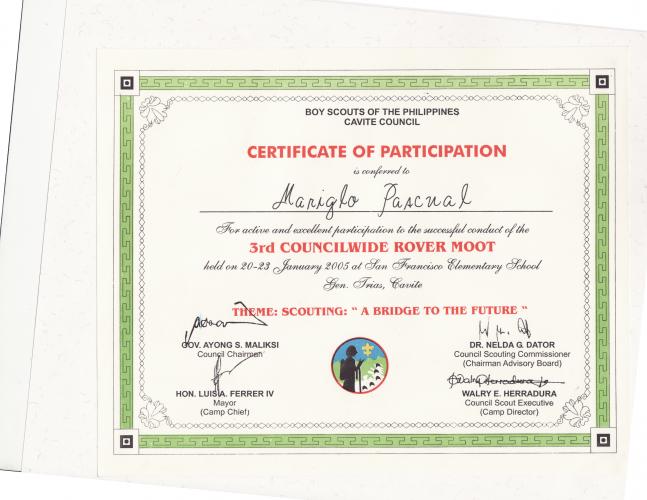 BOY SCOUTS OF THE PHILIPPINES
CAVITE COUNCIL
CERTIFICATE OF PARTICIPATION
is conferred to
Mariglo Pascual
For active and excellent participation to the successful conduct of the
3rd COUNCILWIDE ROVER MOOT
held on 20-23 January 2005 at San Francisco Elementary School
Gen. Trias, Cavite
THEME: SCOUTING: " A BRIDGE TO THE FUTURE "
GOV. AYONG S. MALIKSI
Council Chairman
DR. NELDA G. DATOR
Council Scouting Commissioner
(Chairman Advisory Board)
HON. LUIS A. FERRER IV
Mayor
(Camp Chief)
WALRY E. HERRADURA
Council Scout Executive
(Camp Director)